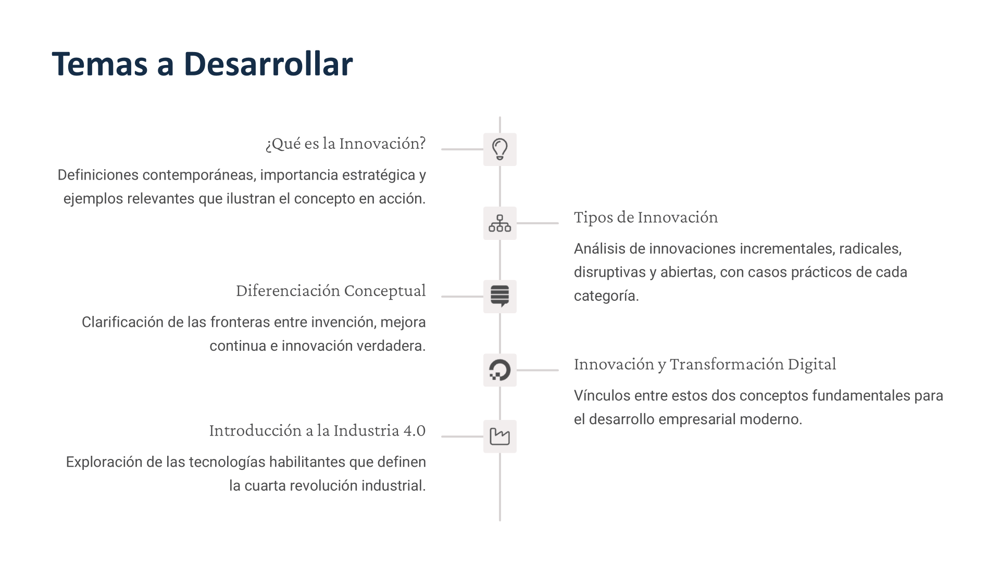 Temas a Desarrollar
¿Qué es la Innovación?
Definiciones contemporáneas, importancia estratégica y
ejemplos relevantes que ilustran el concepto en acción.
Tipos de Innovación
Análisis de innovaciones incrementales, radicales,
disruptivas y abiertas, con casos prácticos de cada
categoría.
Diferenciación Conceptual
Clarificación de las fronteras entre invención, mejora
continua e innovación verdadera.
Innovación y Transformación Digital
Vínculos entre estos dos conceptos fundamentales para
el desarrollo empresarial moderno.
Introducción a la Industria 4.0
Exploración de las tecnologías habilitantes que definen
la cuarta revolución industrial.